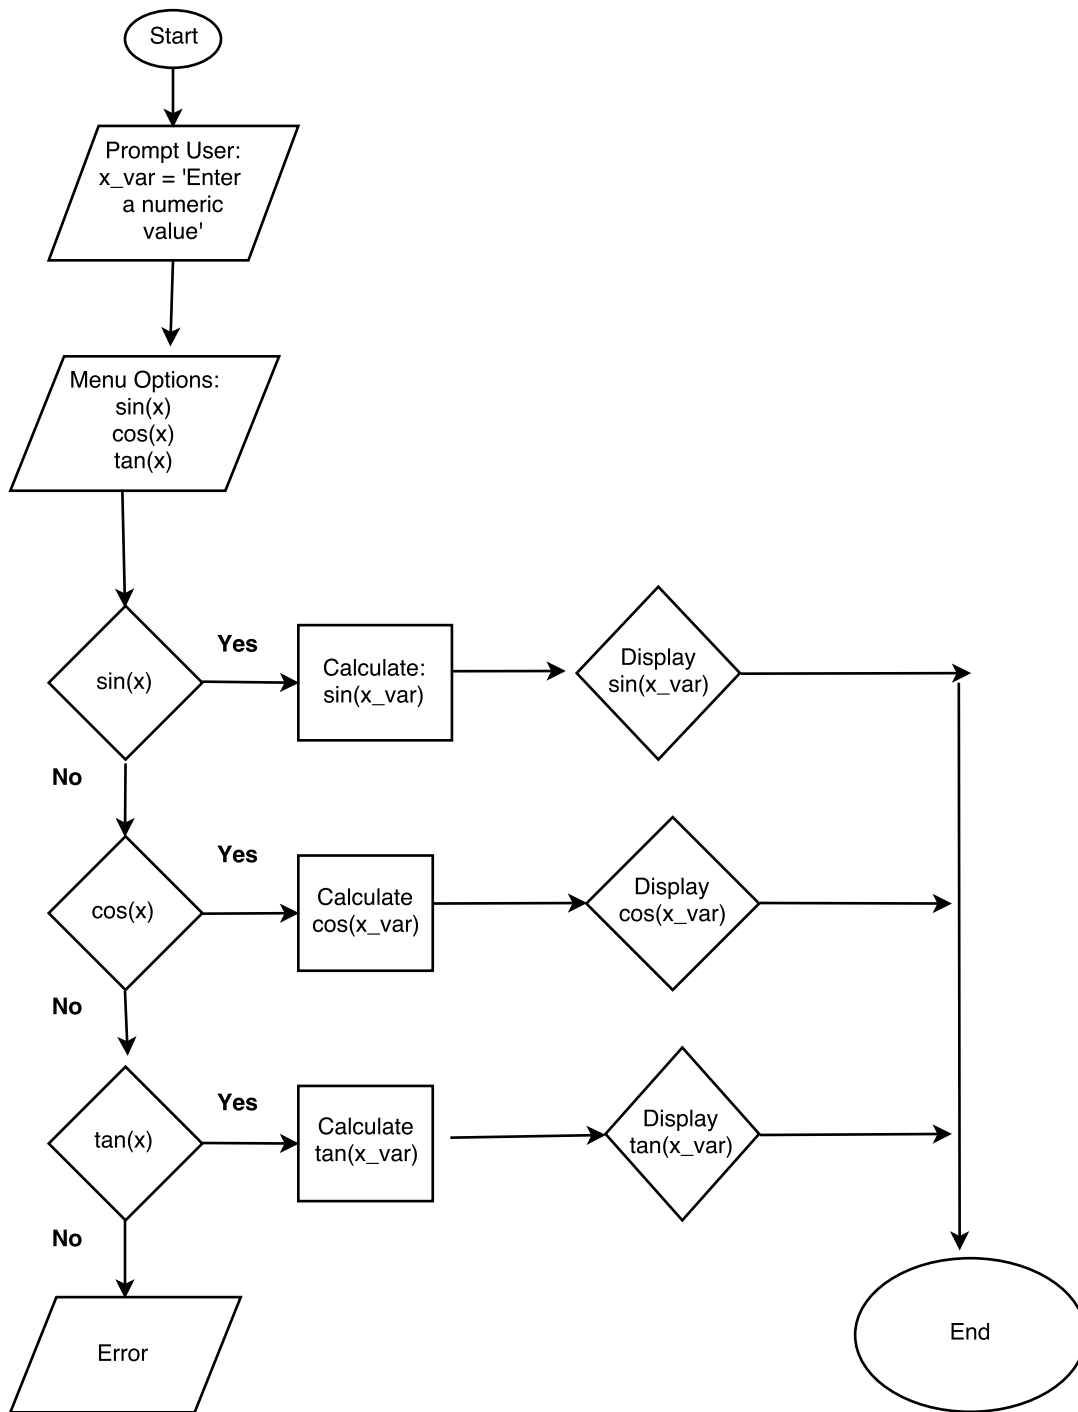 Start
Prompt User:
x_var = 'Enter
a numeric
value'
Menu Options:
sin(x)
cos(x)
tan(x)
sin(x)
Yes
Calculate:
sin(x_var)
Display
sin(x_var)
No
cos(x)
Yes
Calculate
cos(x_var)
Display
cos(x_var)
No
tan(x)
Yes
Calculate
tan(x_var)
Display
tan(x_var)
No
Error
End